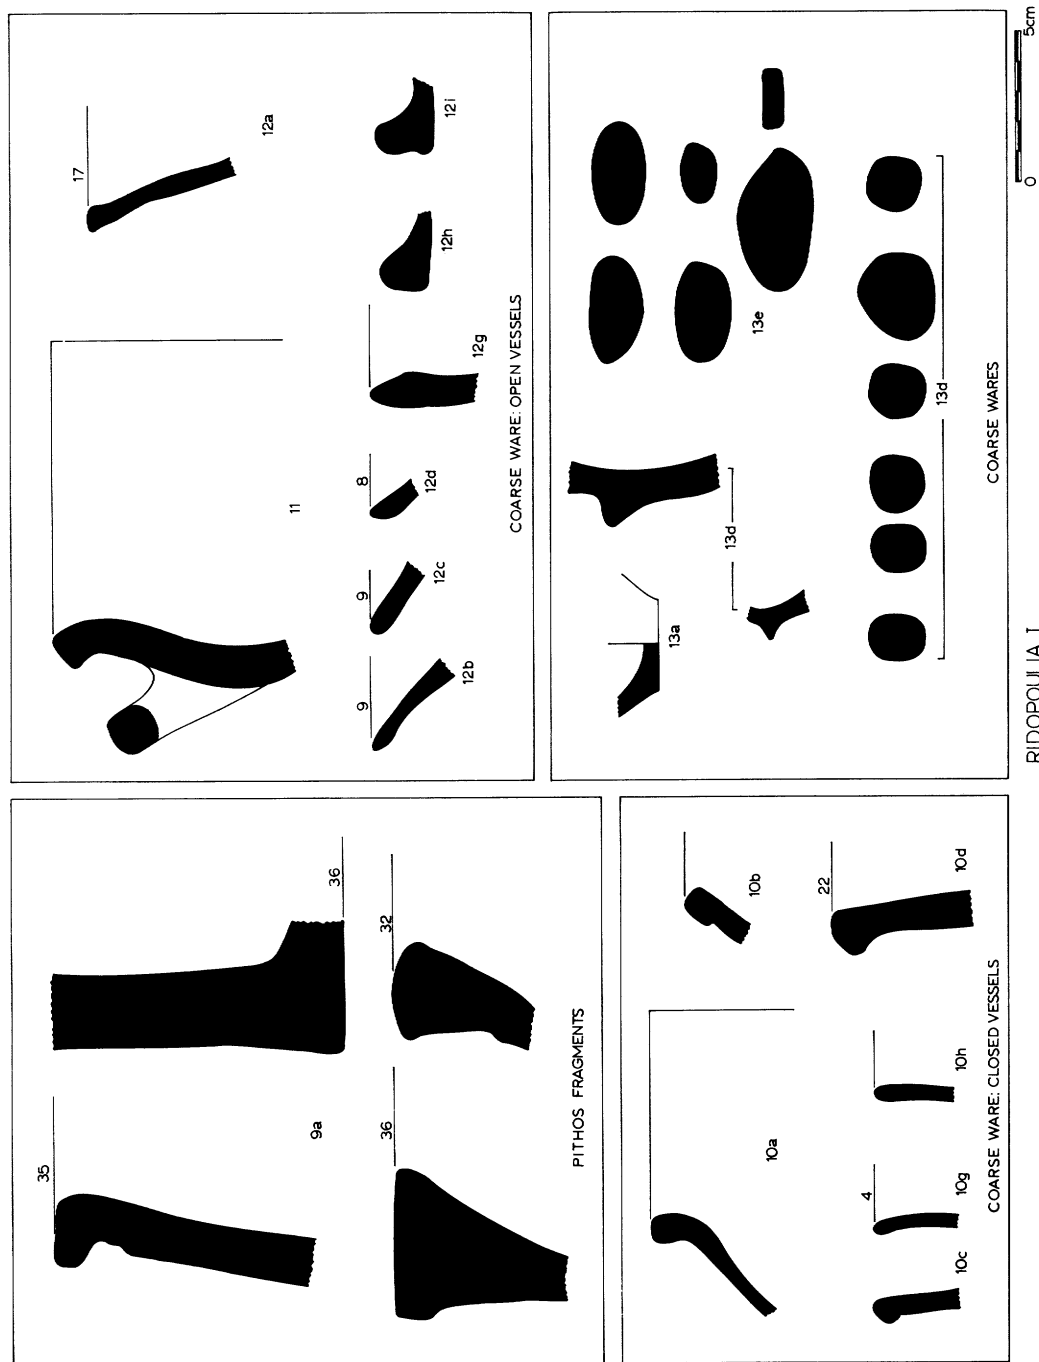 35
9a
36
36
32
PITHOS FRAGMENTS
17
12a
11
9 9 8
12b 12c 12d 12g 12h 12i
COARSE WARE: OPEN VESSELS
10a
10b
22
4
10c 10g 10h 10d
COARSE WARE: CLOSED VESSELS
13a
13d
13e
13d
COARSE WARES
RIDOPOULIA I
0 5cm